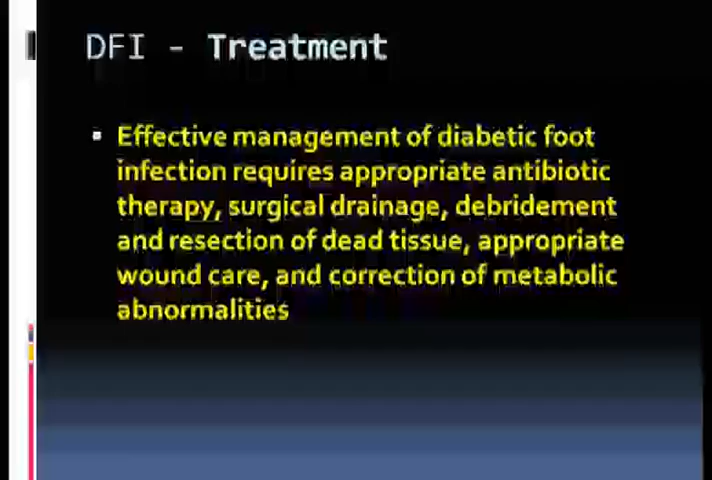 DFI - Treatment
Effective management of diabetic foot
infection requires appropriate antibiotic
therapy, surgical drainage, debridement
and resection of dead tissue, appropriate
wound care, and correction of metabolic
abnormalities